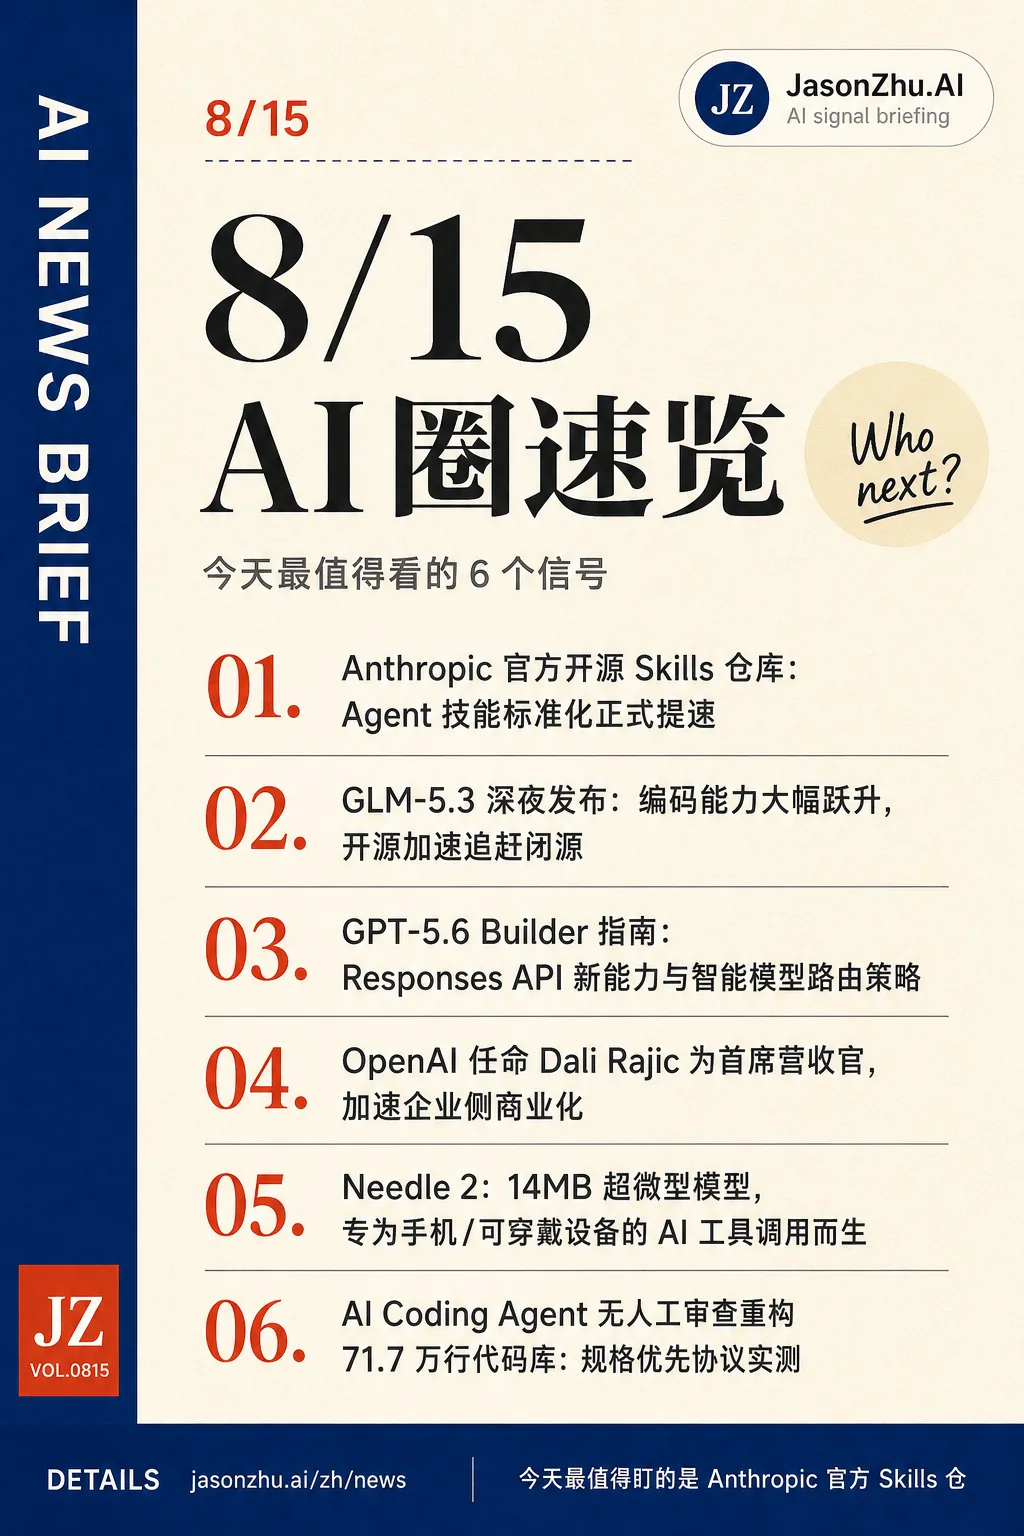 AI NEWS BRIEF
8/15
JZ
JasonZhu.AI
AI signal briefing
8/15
AI 圈速览
Who
next?
今天最值得看的 6 个信号
01.
Anthropic 官方开源 Skills 仓库：
Agent 技能标准化正式提速
02.
GLM-5.3 深夜发布：编码能力大幅跃升，
开源加速追赶闭源
03.
GPT-5.6 Builder 指南：
Responses API 新能力与智能模型路由策略
04.
OpenAI 任命 Dali Rajic 为首席营收官，
加速企业侧商业化
05.
Needle 2：14MB 超微型模型，
专为手机/可穿戴设备的 AI 工具调用而生
06.
AI Coding Agent 无人工审查重构
71.7 万行代码库：规格优先协议实测
JZ
VOL.0815
DETAILS
jasonzhu.ai/zh/news
今天最值得盯的是 Anthropic 官方 Skills 仓